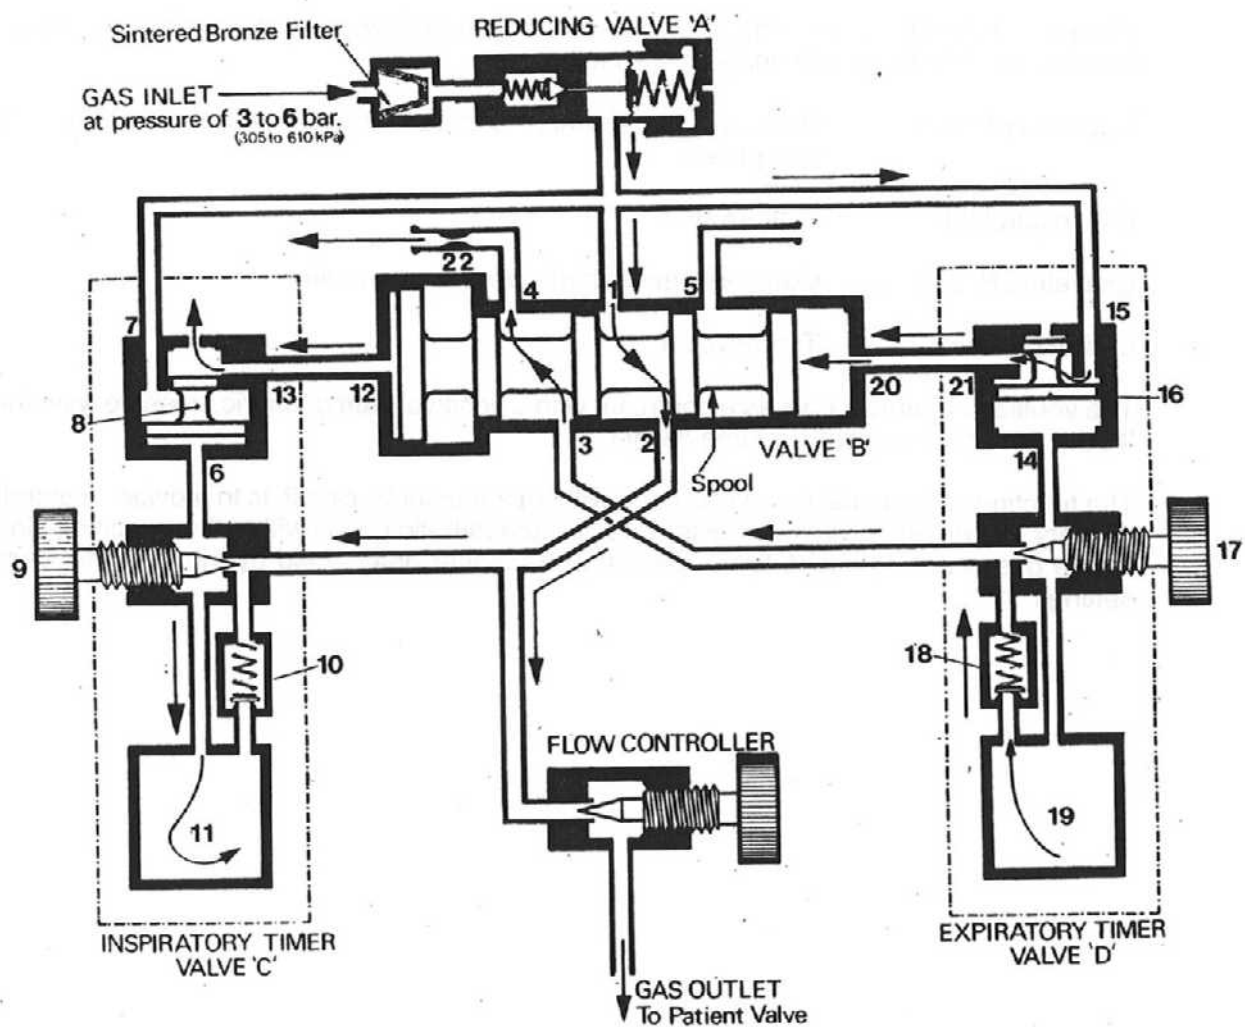 Sintered Bronze Filter
REDUCING VALVE 'A'
GAS INLET
at pressure of 3 to 6 bar.
(305 to 610 kPa)
22
4
1
5
7
15
13
12
20
21
16
8
3
2
VALVE 'B'
14
6
Spool
9
17
10
18
FLOW CONTROLLER
11
19
INSPIRATORY TIMER
VALVE 'C'
EXPIRATORY TIMER
VALVE 'D'
GAS OUTLET
To Patient Valve